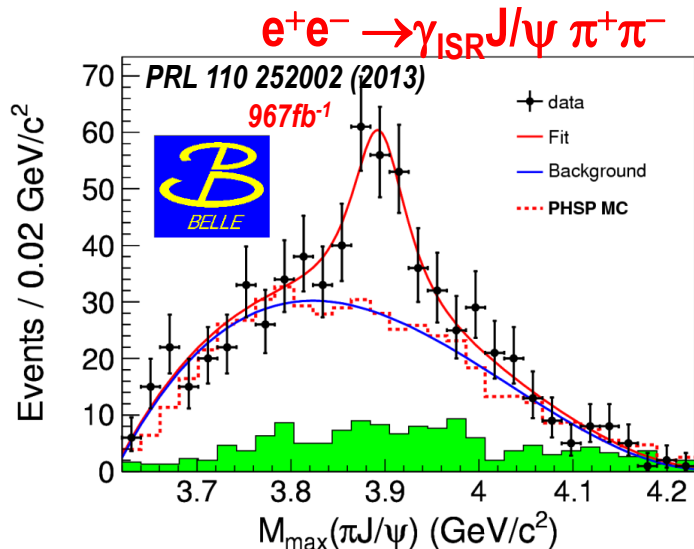 e⁺e⁻ →γISR J/ψ π⁺π⁻
PRL 110 252002 (2013)
967fb⁻¹
BELLE
data
Fit
Background
PHSP MC
Events / 0.02 GeV/c²
70
60
50
40
30
20
10
0
3.7
3.8
3.9
4
4.1
4.2
M_max(πJ/ψ) (GeV/c²)